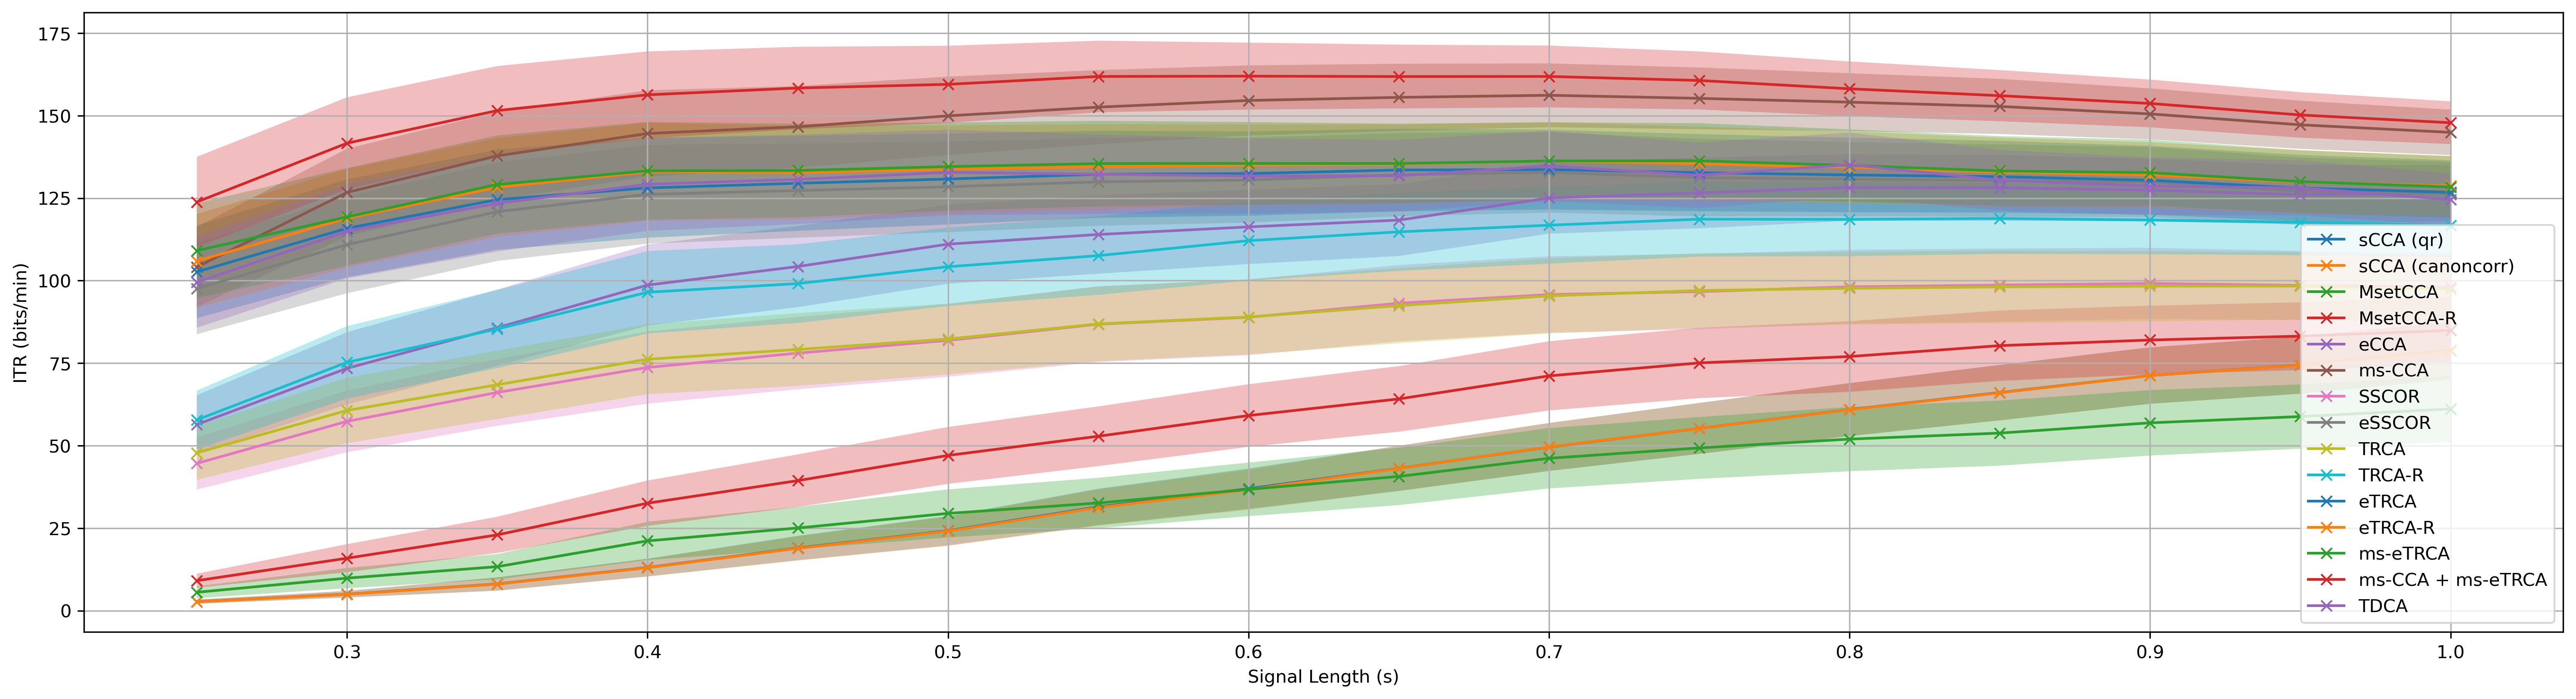 175
150
125
100
75
50
25
0
ITR (bits/min)
0.3
0.4
0.5
0.6
0.7
0.8
0.9
1.0
Signal Length (s)
sCCA (qr)
sCCA (canoncorr)
MsetCCA
MsetCCA-R
eCCA
ms-CCA
SSCOR
eSSCOR
TRCA
TRCA-R
eTRCA
eTRCA-R
ms-eTRCA
ms-CCA + ms-eTRCA
TDCA